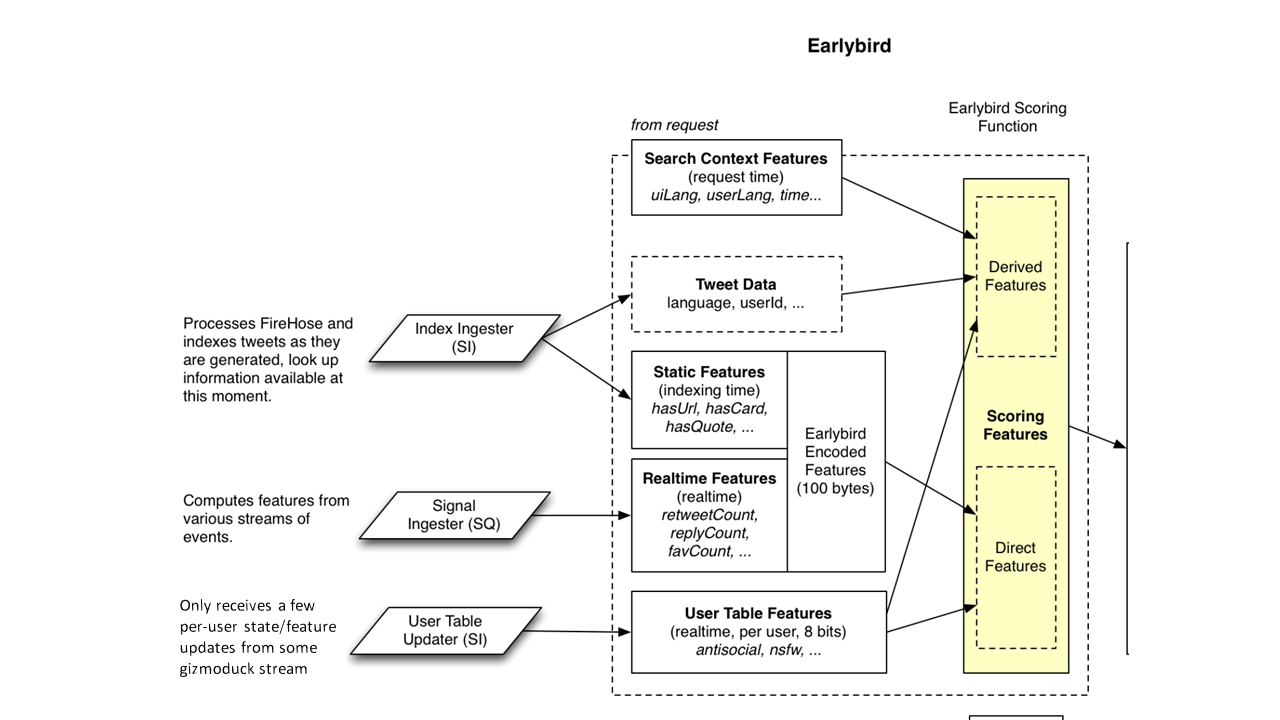 Earlybird
Earlybird Scoring
Function
from request
Search Context Features
(request time)
uiLang, userLang, time...
Tweet Data
language, userId, ...
Derived
Features
Processes FireHose and
indexes tweets as they
are generated, look up
information available at
this moment.
Index Ingester
(SI)
Static Features
(indexing time)
hasUrl, hasCard,
hasQuote, ...
Earlybird
Encoded
Features
(100 bytes)
Scoring
Features
Computes features from
various streams of
events.
Signal
Ingester (SQ)
Realtime Features
(realtime)
retweetCount,
replyCount,
favCount, ...
Direct
Features
Only receives a few
per-user state/feature
updates from some
gizmoduck stream
User Table
Updater (SI)
User Table Features
(realtime, per user, 8 bits)
antisocial, nsfw, ...